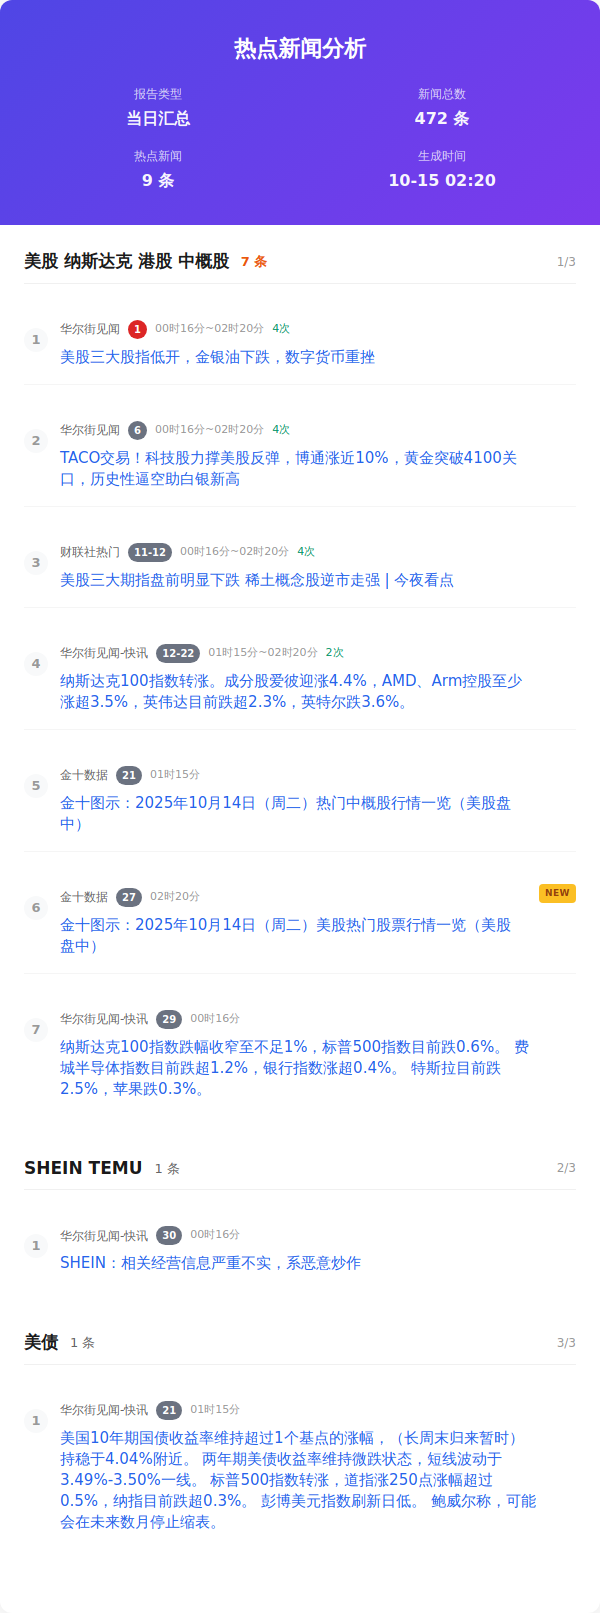 热点新闻分析
报告类型
新闻总数
当日汇总
472 条
热点新闻
生成时间
9 条
10-15 02:20
美股 纳斯达克 港股 中概股 7 条 1/3
1
华尔街见闻 1 00时16分~02时20分 4次
美股三大股指低开，金银油下跌，数字货币重挫
2
华尔街见闻 6 00时16分~02时20分 4次
TACO交易！科技股力撑美股反弹，博通涨近10%，黄金突破4100关
口，历史性逼空助白银新高
3
财联社热门 11-12 00时16分~02时20分 4次
美股三大期指盘前明显下跌 稀土概念股逆市走强 | 今夜看点
4
华尔街见闻-快讯 12-22 01时15分~02时20分 2次
纳斯达克100指数转涨。成分股爱彼迎涨4.4%，AMD、Arm控股至少
涨超3.5%，英伟达目前跌超2.3%，英特尔跌3.6%。
5
金十数据 21 01时15分
金十图示：2025年10月14日（周二）热门中概股行情一览（美股盘
中）
6
金十数据 27 02时20分 NEW
金十图示：2025年10月14日（周二）美股热门股票行情一览（美股
盘中）
7
华尔街见闻-快讯 29 00时16分
纳斯达克100指数跌幅收窄至不足1%，标普500指数目前跌0.6%。 费
城半导体指数目前跌超1.2%，银行指数涨超0.4%。 特斯拉目前跌
2.5%，苹果跌0.3%。
SHEIN TEMU 1 条 2/3
1
华尔街见闻-快讯 30 00时16分
SHEIN：相关经营信息严重不实，系恶意炒作
美债 1 条 3/3
1
华尔街见闻-快讯 21 01时15分
美国10年期国债收益率维持超过1个基点的涨幅，（长周末归来暂时）
持稳于4.04%附近。 两年期美债收益率维持微跌状态，短线波动于
3.49%-3.50%一线。 标普500指数转涨，道指涨250点涨幅超过
0.5%，纳指目前跌超0.3%。 彭博美元指数刷新日低。 鲍威尔称，可能
会在未来数月停止缩表。